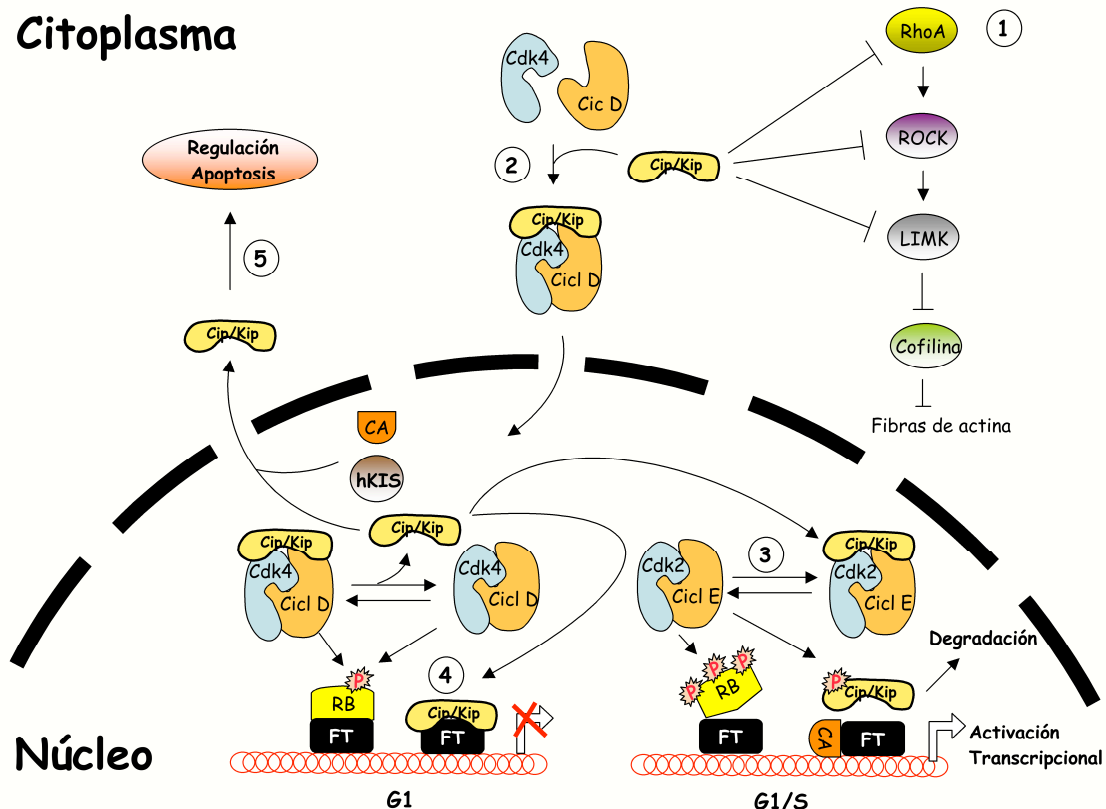 Citoplasma
RhoA
1
Cdk4
Cic D
ROCK
Regulación
Apoptosis
2
Cip/Kip
Cip/Kip
Cdk4
Cicl D
LIMK
5
Cip/Kip
Cofilina
Fibras de actina
CA
hKIS
Cip/Kip
Cip/Kip
Cdk4
Cicl D
Cdk4
Cicl D
Cdk2
Cicl E
3
Cip/Kip
Cdk2
Cicl E
Degradación
P
RB
FT
4
Cip/Kip
FT
P
P
P
RB
FT
P
Cip/Kip
CA
FT
Activación
Transcripcional
Núcleo
G1
G1/S